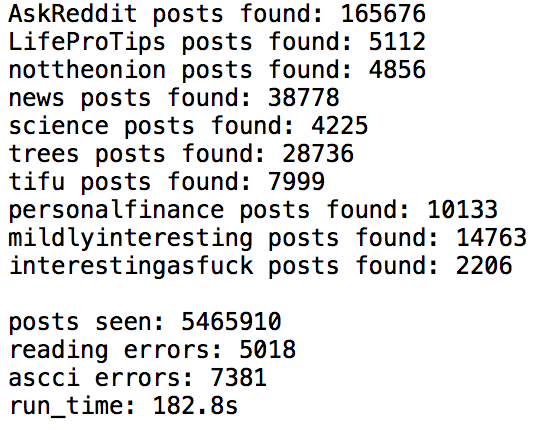 AskReddit posts found: 165676
LifeProTips posts found: 5112
nottheonion posts found: 4856
news posts found: 38778
science posts found: 4225
trees posts found: 28736
tifu posts found: 7999
personalfinance posts found: 10133
mildlyinteresting posts found: 14763
interestingasfuck posts found: 2206
posts seen: 5465910
reading errors: 5018
ascci errors: 7381
run_time: 182.8s